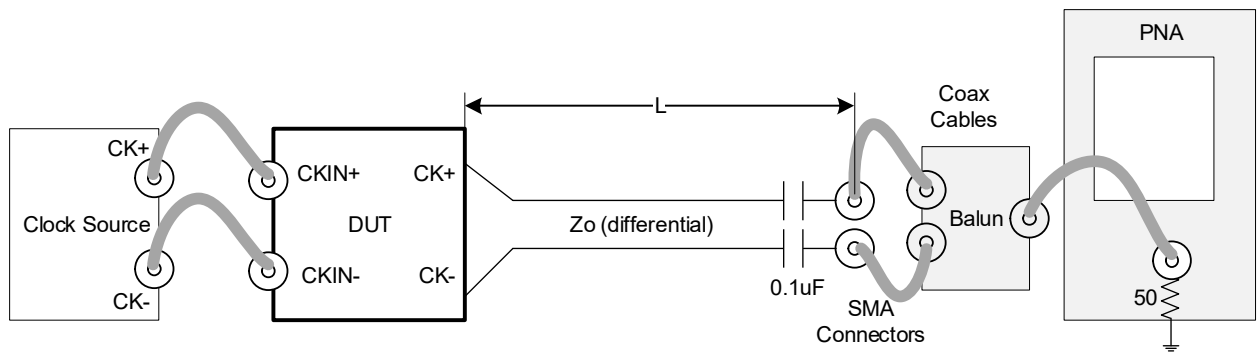 PNA
L
Coax
Cables
CK+
CKIN+
CK+
Clock Source
DUT
Zo (differential)
Balun
CK-
CKIN-
CK-
0.1uF
SMA
Connectors
50